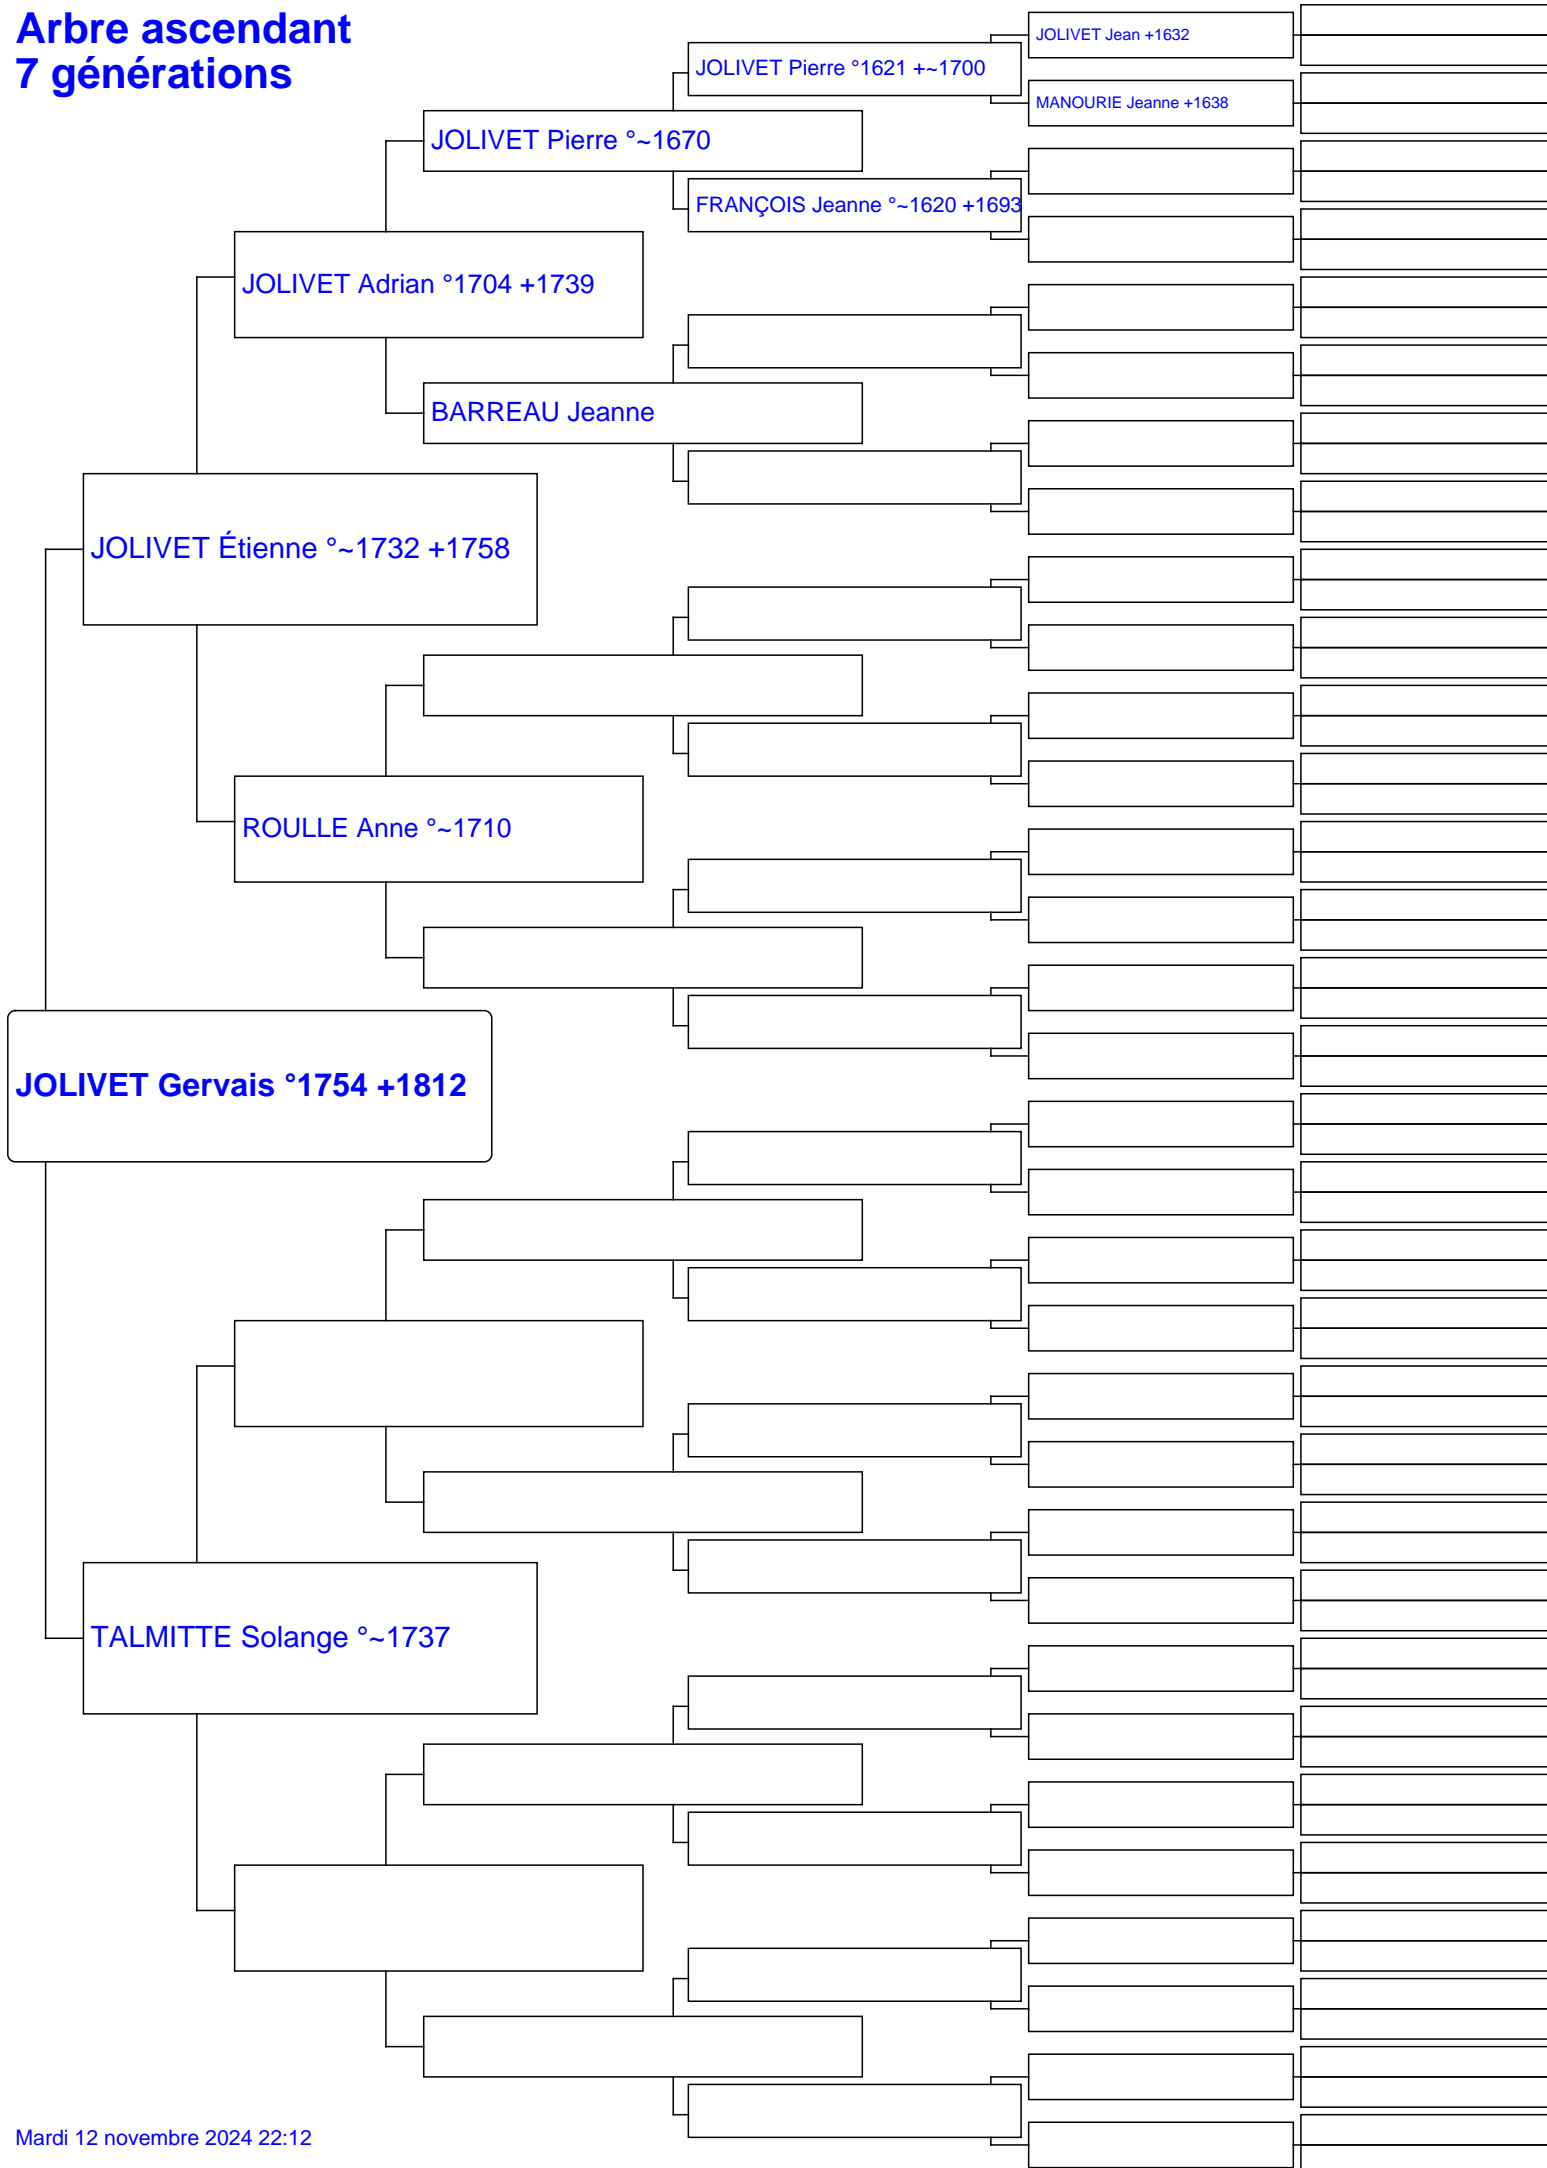 Arbre ascendant
7 générations
JOLIVET Jean +1632
JOLIVET Pierre °1621 +~1700
MANOURIE Jeanne +1638
JOLIVET Pierre °~1670
FRANÇOIS Jeanne °~1620 +1693
JOLIVET Adrian °1704 +1739
BARREAU Jeanne
JOLIVET Étienne °~1732 +1758
ROULLE Anne °~1710
JOLIVET Gervais °1754 +1812
TALMITTE Solange °~1737
Mardi 12 novembre 2024 22:12